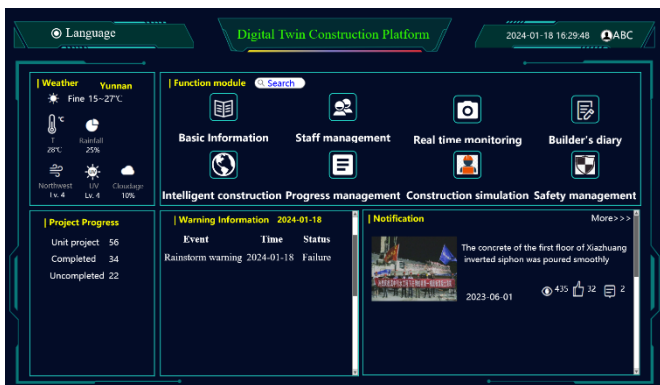 Language
Digital Twin Construction Platform
2024-01-18 16:29:48 ABC
Weather
Yunnan
Fine 15~27℃
℃
T
28℃
Rainfall
25%
Northwest
lv. 4
UV
Lv. 4
Cloudage
10%
Function module
Search
Basic Information
Staff management
Real time monitoring
Builder's diary
Intelligent construction
Progress management
Construction simulation
Safety management
Project Progress
Unit project 56
Completed 34
Uncompleted 22
Warning Information 2024-01-18
Event Time Status
Rainstorm warning 2024-01-18 Failure
Notification
More>>>
The concrete of the first floor of Xiazhuang
inverted siphon was poured smoothly
2023-06-01
435 32 2